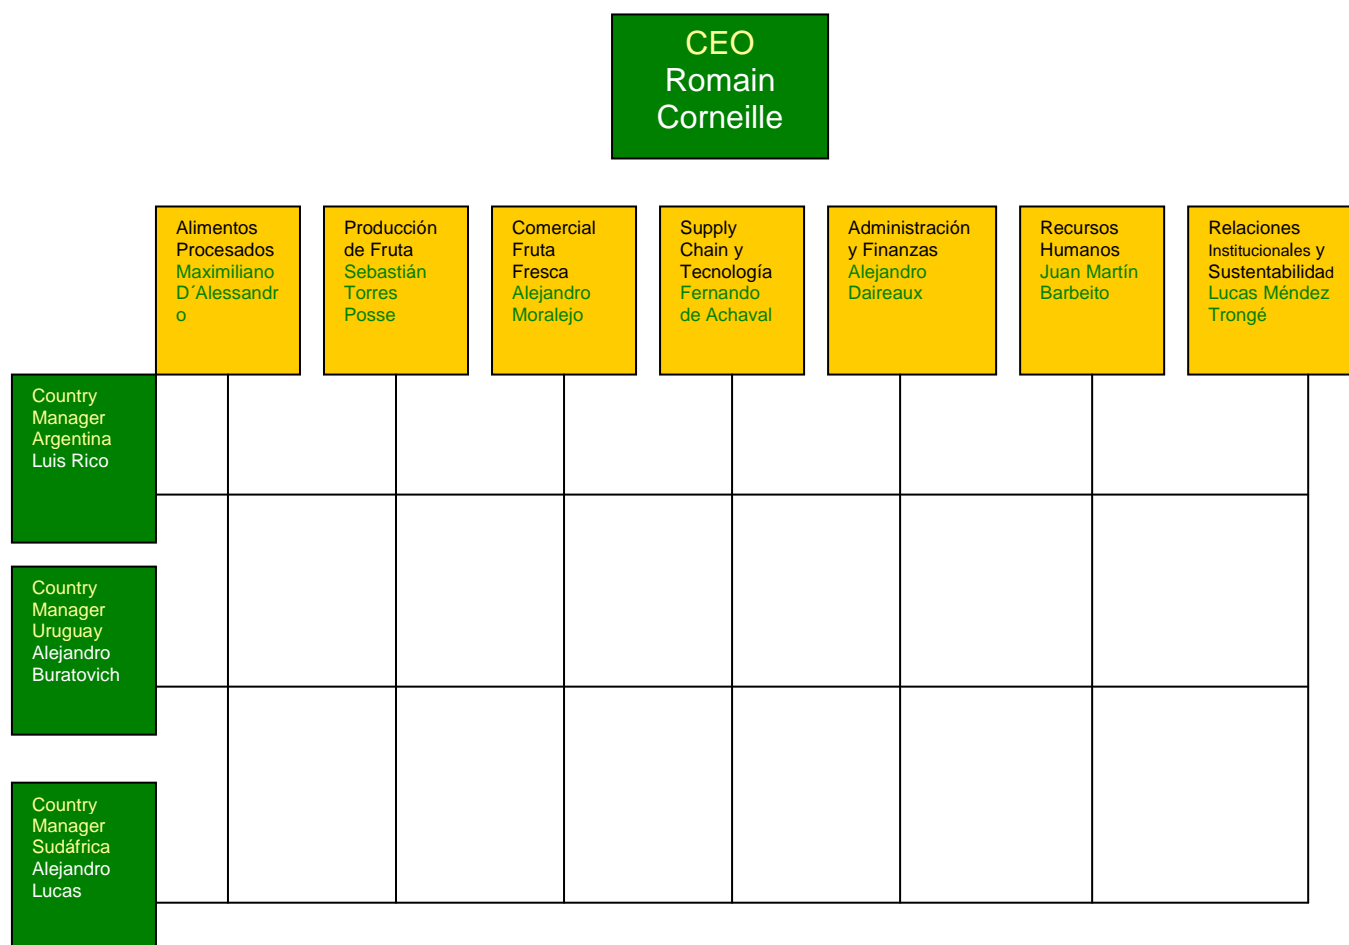 CEO
Romain
Corneille
Alimentos
Procesados
Maximiliano
D´Alessandr
o
Producción
de Fruta
Sebastián
Torres
Posse
Comercial
Fruta
Fresca
Alejandro
Moralejo
Supply
Chain y
Tecnología
Fernando
de Achaval
Administración
y Finanzas
Alejandro
Daireaux
Recursos
Humanos
Juan Martín
Barbeito
Relaciones
Institucionales y
Sustentabilidad
Lucas Méndez
Trongé
Country
Manager
Argentina
Luis Rico
Country
Manager
Uruguay
Alejandro
Buratovich
Country
Manager
Sudáfrica
Alejandro
Lucas